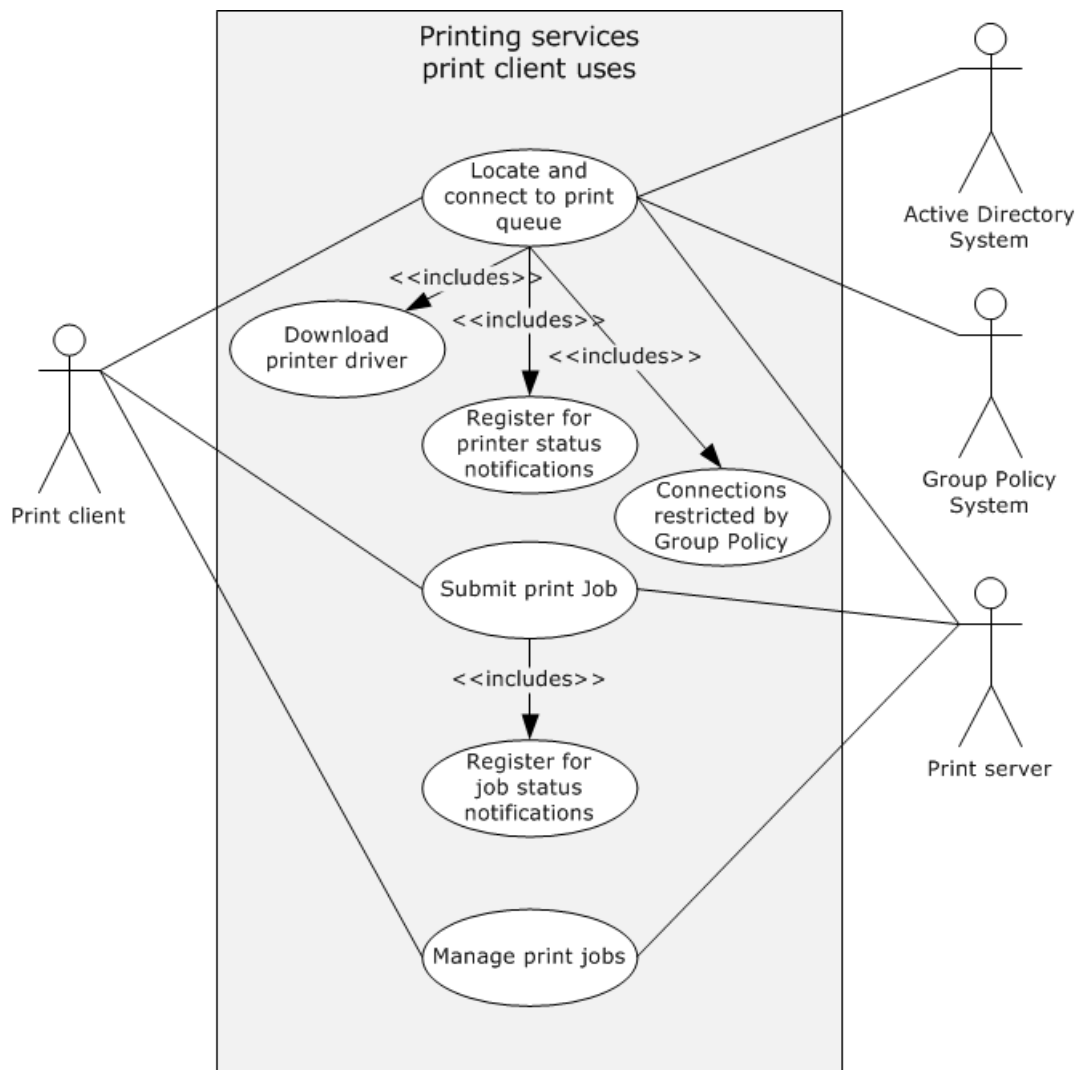 Printing services
print client uses
Locate and
connect to print
queue
Active Directory
System
<<includes>>
<<includes>>
<<includes>>
Download
printer driver
Register for
printer status
notifications
Connections
restricted by
Group Policy
Group Policy
System
Print client
Submit print Job
<<includes>>
Register for
job status
notifications
Print server
Manage print jobs